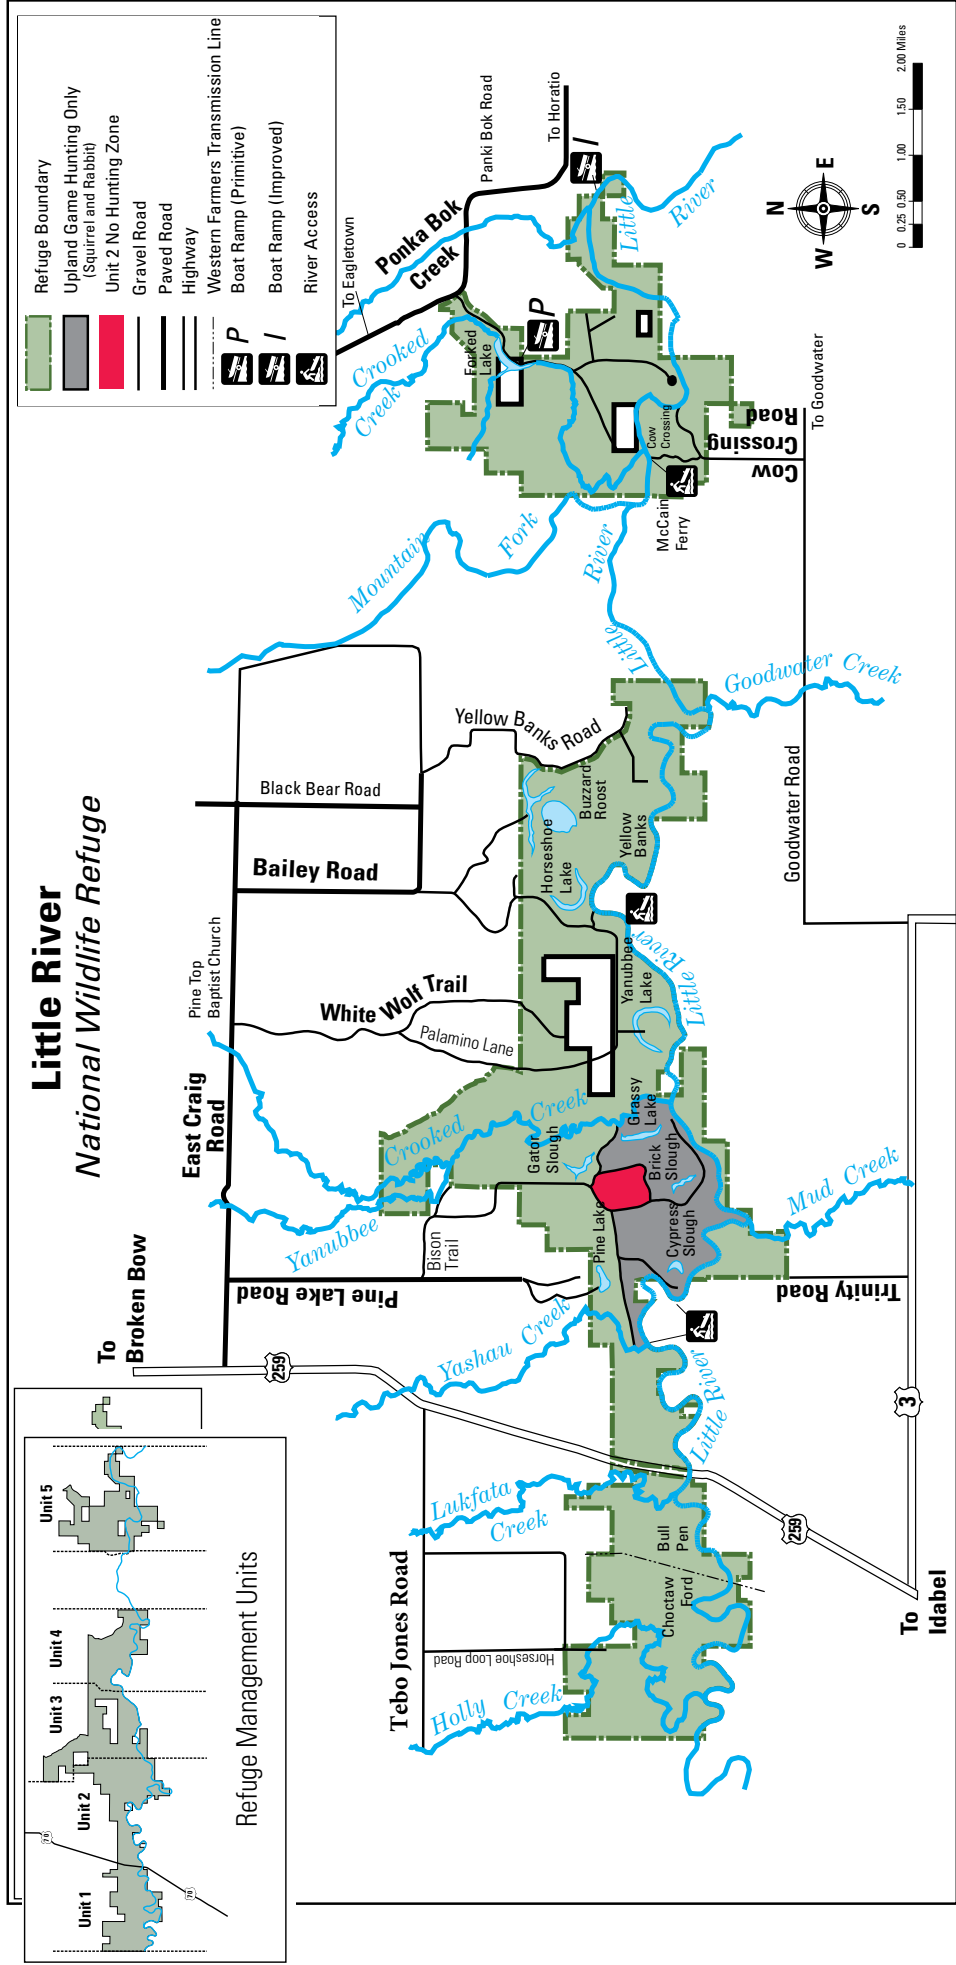 Little River
National Wildlife Refuge
Refuge Boundary
Upland Game Hunting Only
(Squirrel and Rabbit)
Unit 2 No Hunting Zone
Gravel Road
Paved Road
Highway
Western Farmers Transmission Line
P
Boat Ramp (Primitive)
I
Boat Ramp (Improved)
River Access
Unit 1
Unit 2
Unit 3
Unit 4
Unit 5
70
70
Refuge Management Units
To
Broken Bow
259
East Craig
Road
Pine Top
Baptist Church
Bailey Road
Black Bear Road
White Wolf Trail
Palamino Lane
Yellow Banks Road
Pine Lake Road
Bison
Trail
Yanubbee
Crooked
Creek
Yashau Creek
Tebo Jones Road
Horseshoe Loop Road
Lukfata
Creek
Holly Creek
Choctaw
Ford
Bull
Pen
Little River
259
To
Idabel
3
Trinity Road
Mud Creek
Pine Lake
Gator
Slough
Cypress
Slough
Brick
Slough
Grassy
Lake
Yanubbee
Lake
Little River
Little River
Horseshoe
Lake
Buzzard
Roost
Yellow
Banks
Goodwater Road
Goodwater Creek
Little
River
Mountain
Fork
McCain
Ferry
Cow
Crossing
Cow
Crossing
Road
To Goodwater
Forked
Lake
P
Crooked
Creek
To Eagletown
Ponka Bok
Creek
Panki Bok Road
To Horatio
I
Little
River
N
W
E
S
0
0.25
0.50
1.00
1.50
2.00 Miles